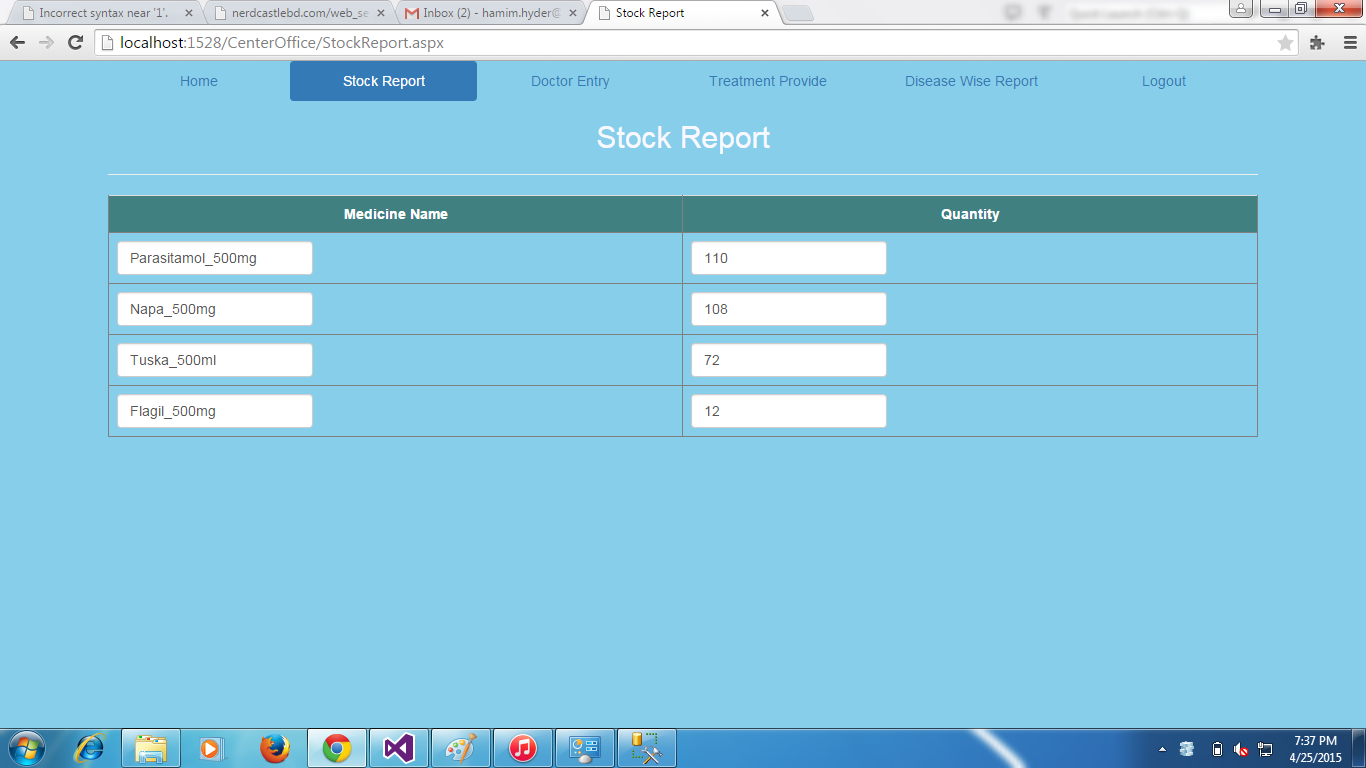 Incorrect syntax near '1'.
nerdcastlebd.com/web_se
Inbox (2) - hamim.hyder@
Stock Report
localhost:1528/CenterOffice/StockReport.aspx
Home Stock Report Doctor Entry Treatment Provide Disease Wise Report Logout
Stock Report
Medicine Name Quantity
Parasitamol_500mg 110
Napa_500mg 108
Tuska_500ml 72
Flagil_500mg 12
7:37 PM
4/25/2015